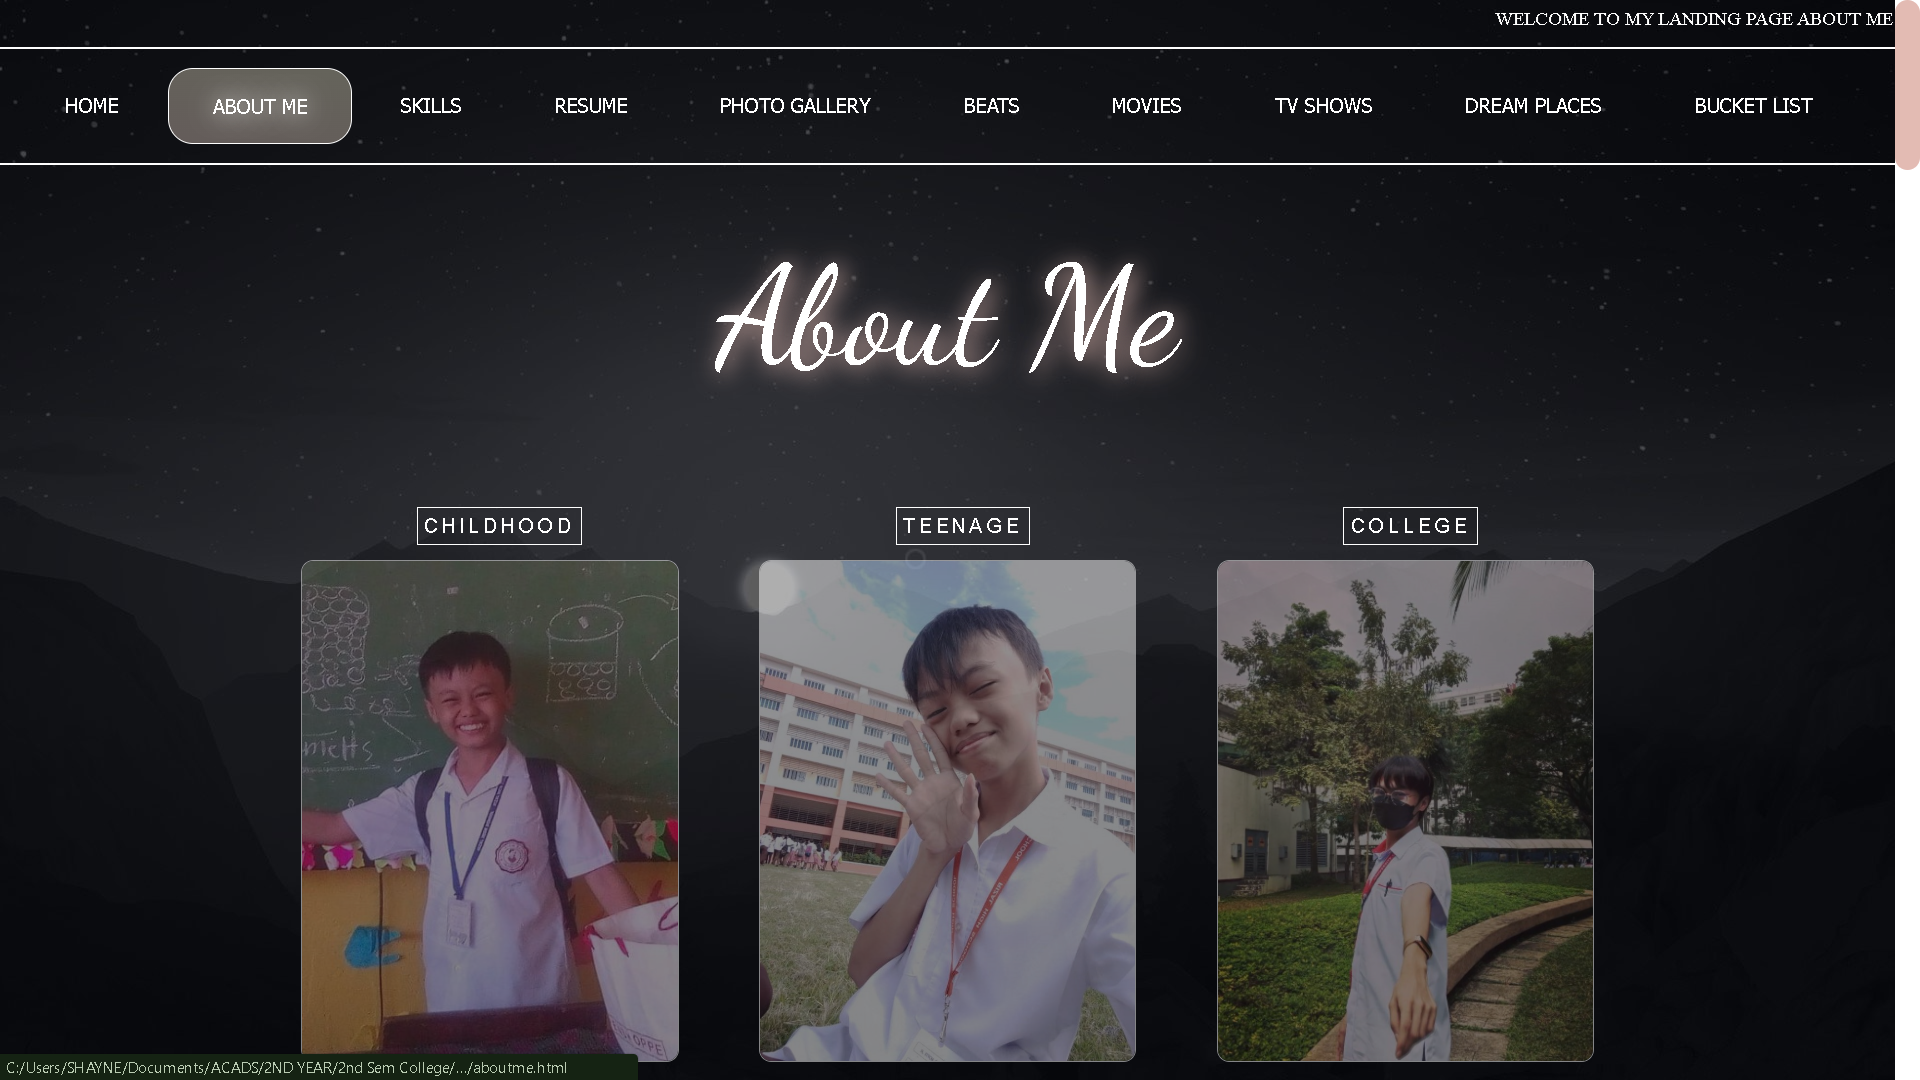 WELCOME TO MY LANDING PAGE ABOUT ME
HOME ABOUT ME SKILLS RESUME PHOTO GALLERY BEATS MOVIES TV SHOWS DREAM PLACES BUCKET LIST
About Me
CHILDHOOD TEENAGE COLLEGE
C:/Users/SHAYNE/Documents/ACADS/2ND YEAR/2nd Sem College/.../aboutme.html